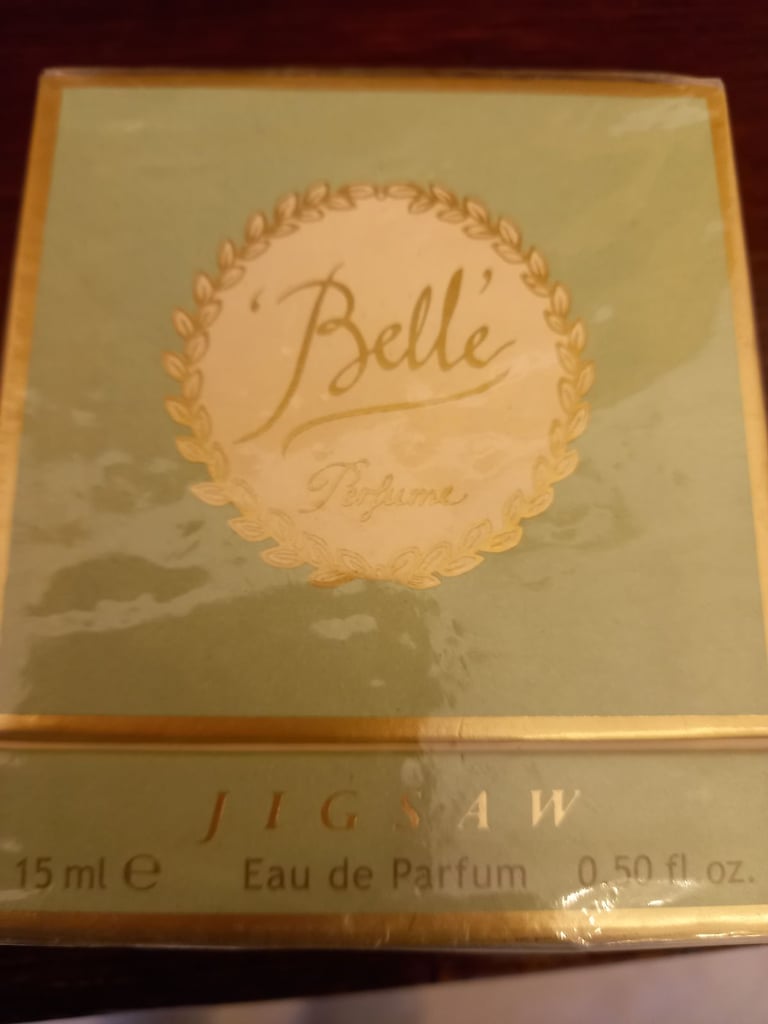 'Belle'
Perfume
JIGSAW
15 ml ℮ Eau de Parfum 0.50 fl oz.